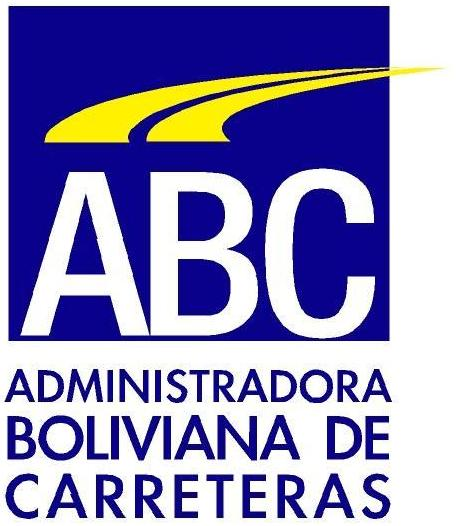 ABC
ADMINISTRADORA
BOLIVIANA DE
CARRETERAS